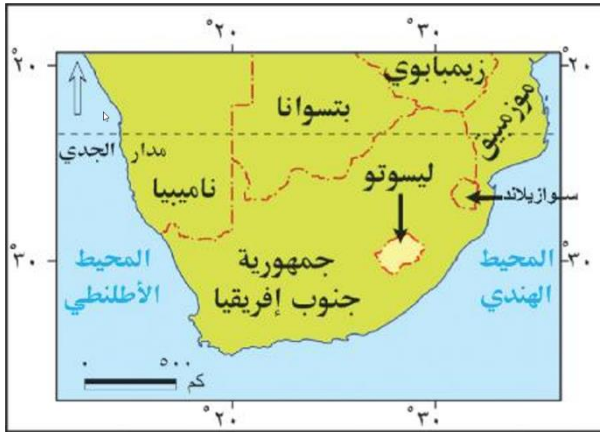 °٢٠
°٣٠
°٢٠
°٢٠
زيمبابوي
موزمبيق
بتسوانا
مدار الجدي
ناميبيا
ليسوتو
سوازيلاند
°٣٠
°٣٠
المحيط
الأطلنطي
جمهورية
جنوب إفريقيا
المحيط
الهندي
٠ ٥٠٠
كم
°٢٠
°٣٠